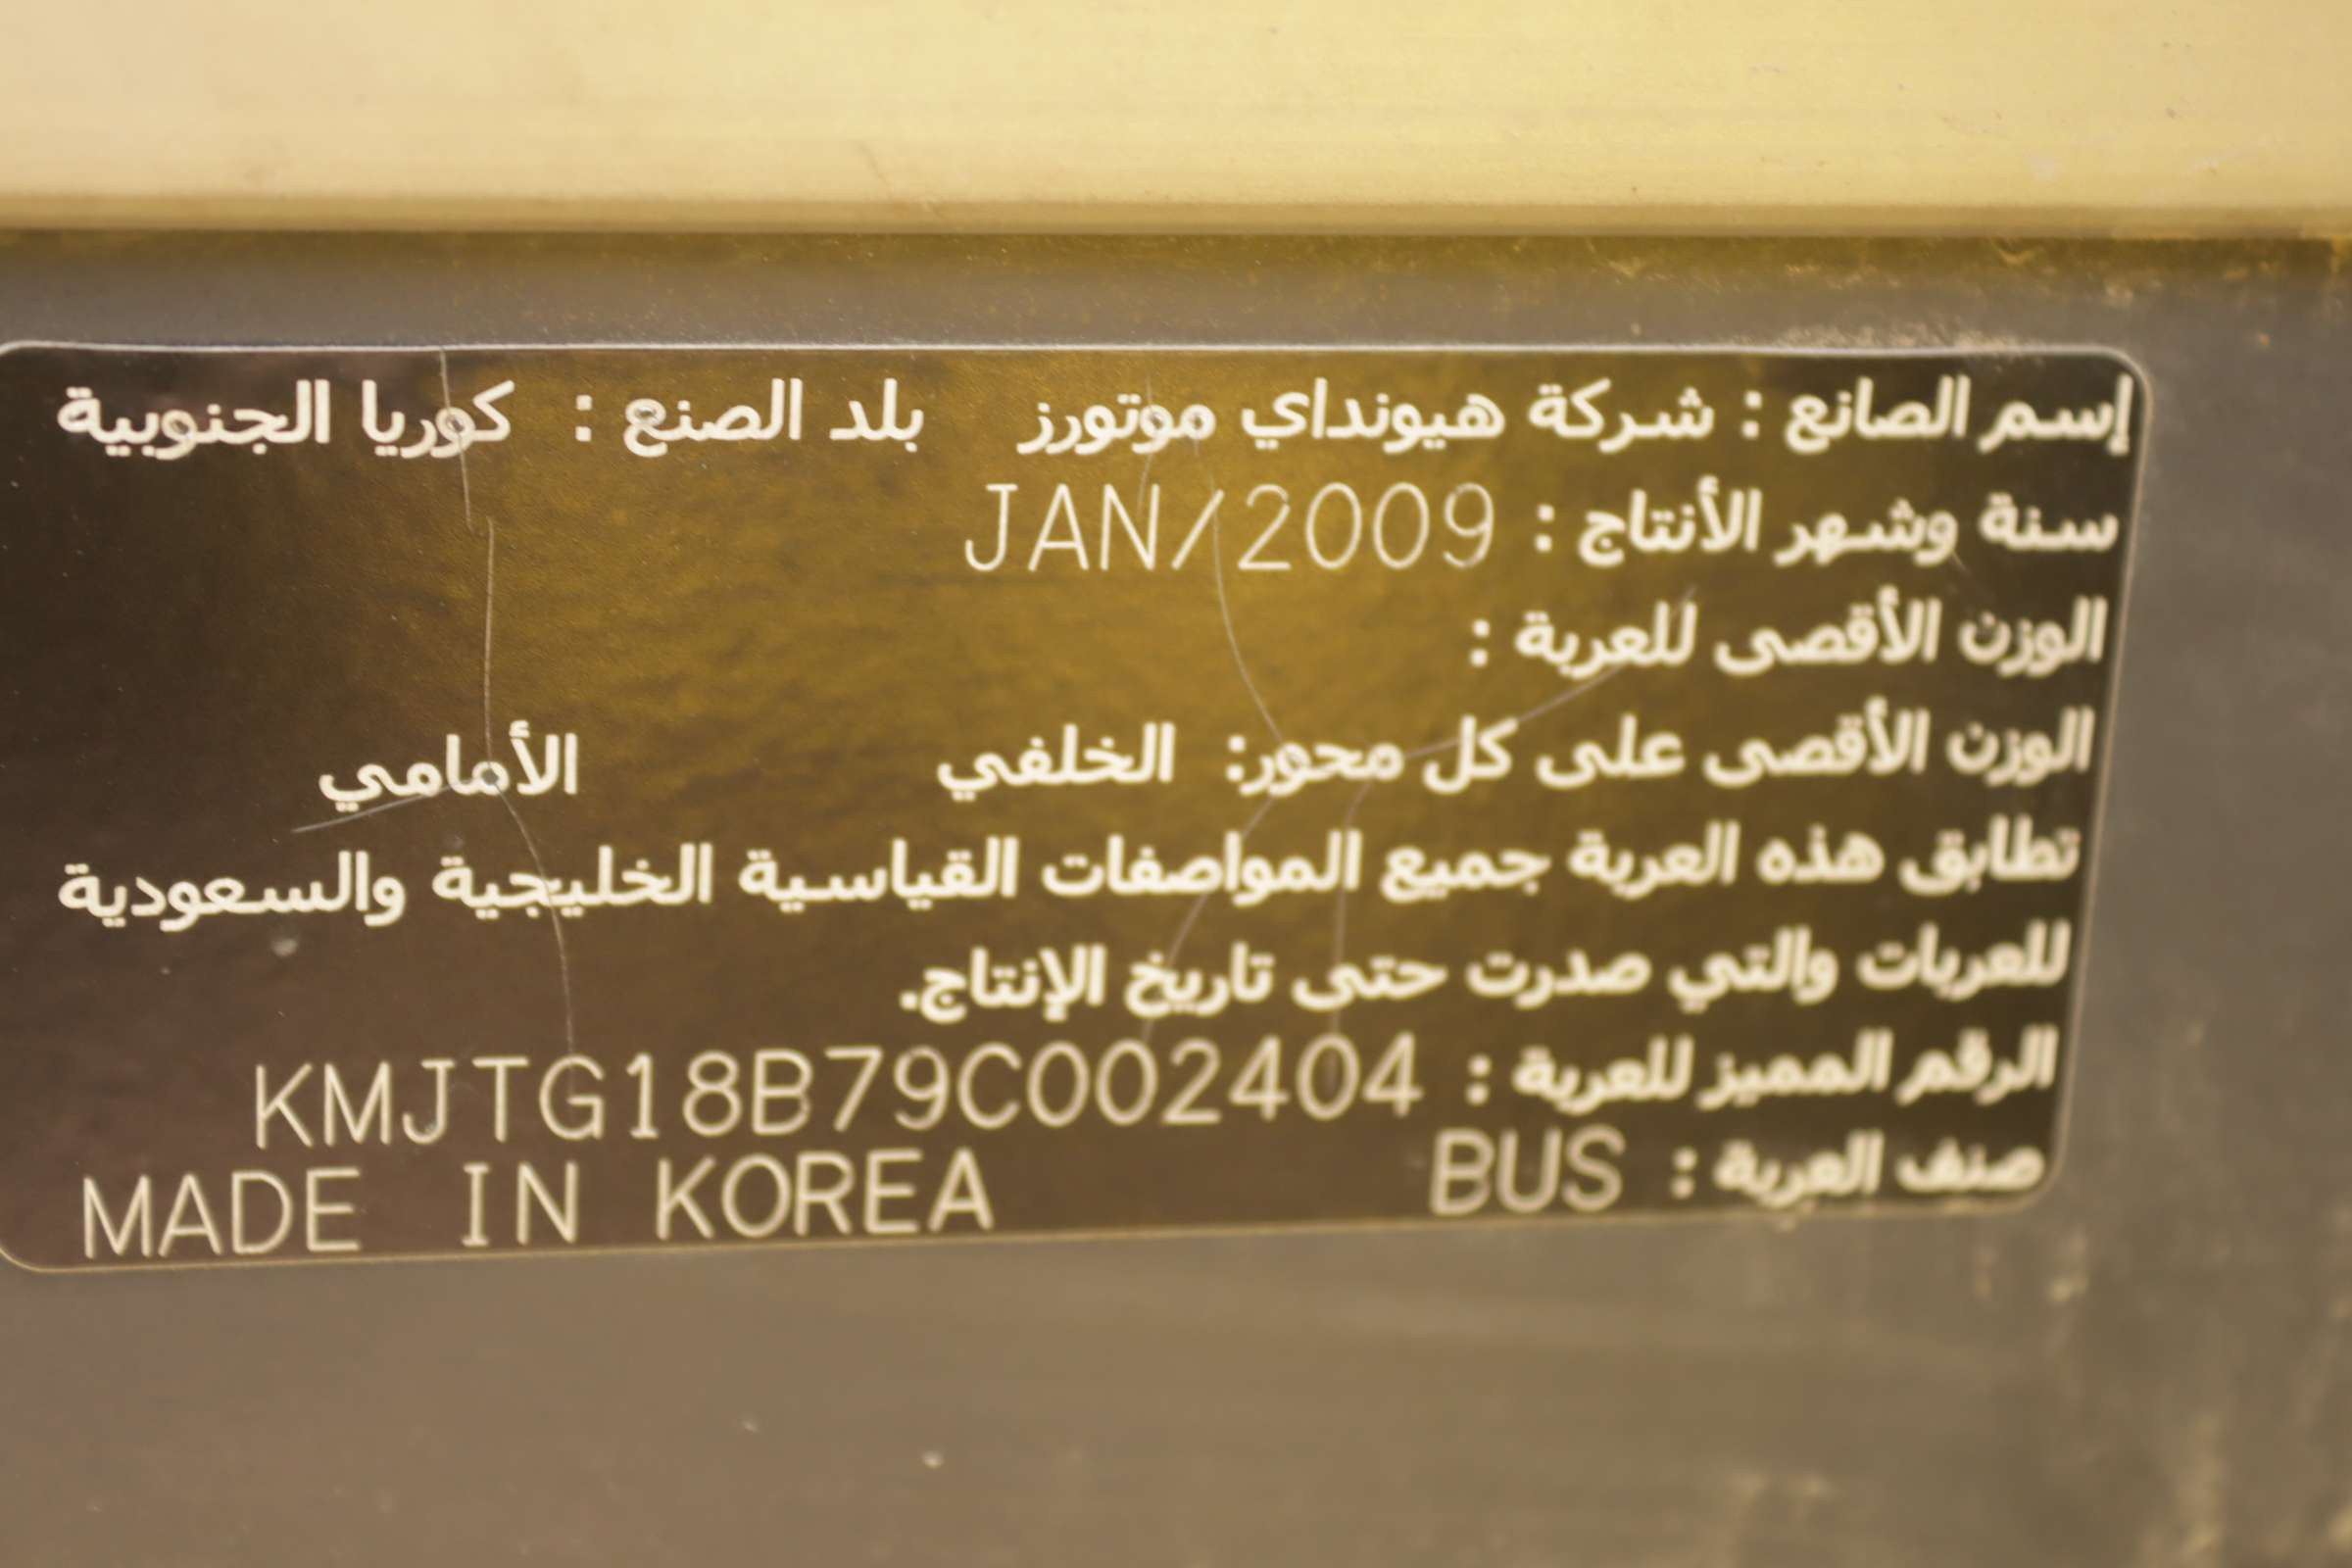 إسم الصانع : شركة هيونداي موتورز بلد الصنع : كوريا الجنوبية
سنة وشهر الأنتاج : JAN/2009
الوزن الأقصى للعربة :
الوزن الأقصى على كل محور: الخلفي الأمامي
تطابق هذه العربة جميع المواصفات القياسية الخليجية والسعودية
للعربات والتي صدرت حتى تاريخ الإنتاج.
الرقم المميز للعربة : KMJTG18B79C002404
صنف العربة : BUS MADE IN KOREA